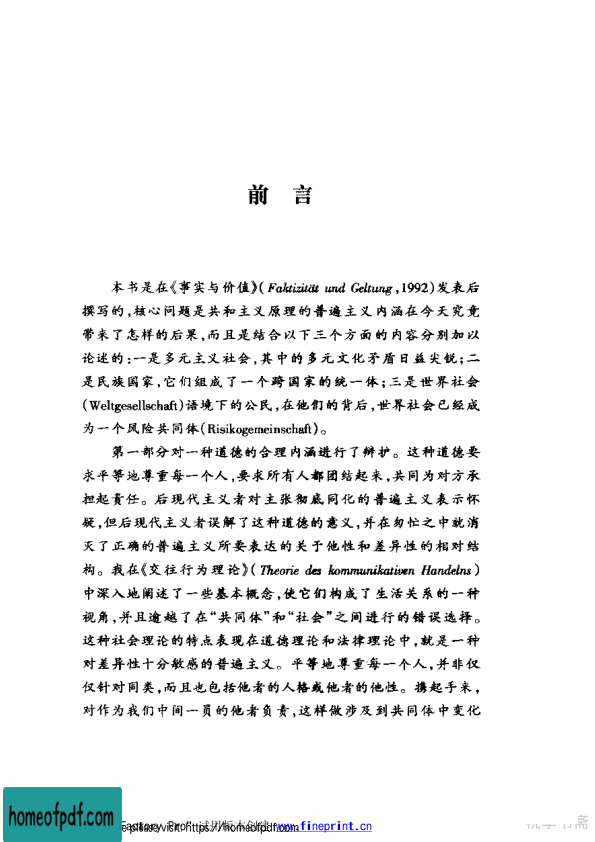 前 言
本书是在《事实与价值》(Faktizität und Geltung,1992)发表后
撰写的,核心问题是共和主义原理的普遍主义内涵在今天究竟
带来了怎样的后果,而且是结合以下三个方面的内容分别加以
论述的:一是多元主义社会,其中的多元文化矛盾日益尖锐;二
是民族国家,它们组成了一个跨国家的统一体;三是世界社会
(Weltgesellschaft)语境下的公民,在他们的背后,世界社会已经成
为一个风险共同体(Risikogemeinschaft)。
第一部分对一种道德的合理内涵进行了辩护。这种道德要
求平等地尊重每一个人,要求所有人都团结起来,共同为对方承
担起责任。后现代主义者对主张彻底同化的普遍主义表示怀
疑,但后现代主义者误解了这种道德的意义,并在匆忙之中就消
灭了正确的普遍主义所要表达的关于他性和差异性的相对结
构。我在《交往行为理论》(Theorie des kommunikativen Handelns)
中深入地阐述了一些基本概念,使它们构成了生活关系的一种
视角,并且逾越了在“共同体”和“社会”之间进行的错误选择。
这种社会理论的特点表现在道德理论和法律理论中,就是一种
对差异性十分敏感的普遍主义。平等地尊重每一个人,并非仅
仅针对同类,而且也包括他者的人格或他者的他性。携起手来,
对作为我们中间一员的他者负责,这样做涉及到共同体中变化
homeofpdf.com
Factory Pro" 试用版本创建 www.fineprint.cn
please visit: https://homeofpdf.com